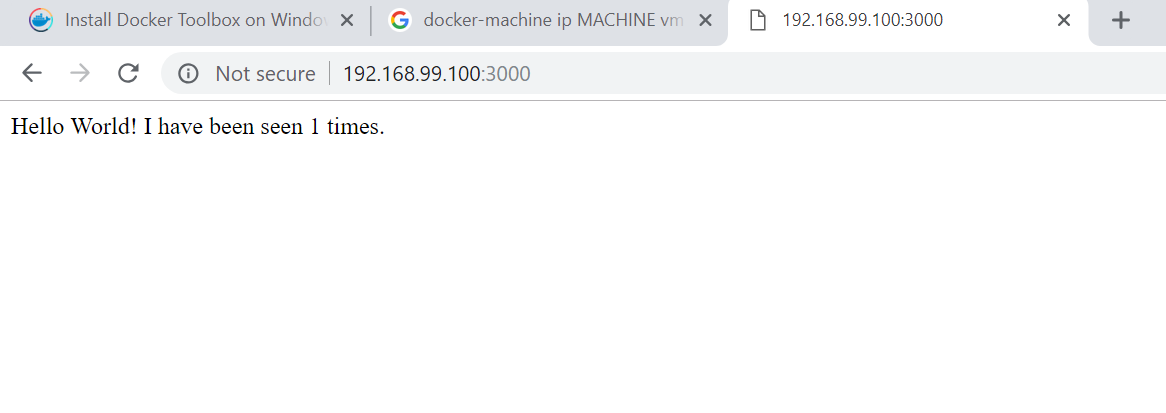 Install Docker Toolbox on Windo
docker-machine ip MACHINE vm
192.168.99.100:3000
Not secure
192.168.99.100:3000
Hello World! I have been seen 1 times.